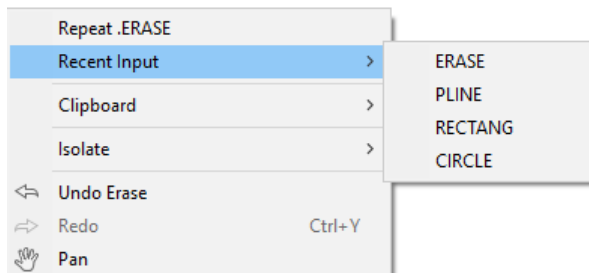 Repeat .ERASE
Recent Input
Clipboard
Isolate
Undo Erase
Redo Ctrl+Y
Pan
ERASE
PLINE
RECTANG
CIRCLE